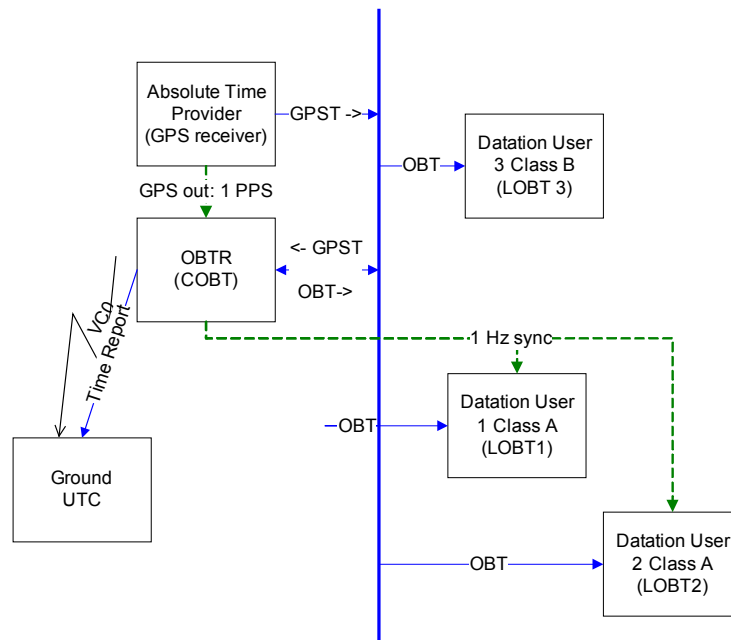 Absolute Time
Provider
(GPS receiver)
GPST ->
Datation User
3 Class B
(LOBT 3)
OBT
GPS out: 1 PPS
OBTR
(COBT)
<- GPST
OBT->
VC0
Time Report
1 Hz sync
Datation User
1 Class A
(LOBT1)
OBT
Ground
UTC
Datation User
2 Class A
(LOBT2)
OBT